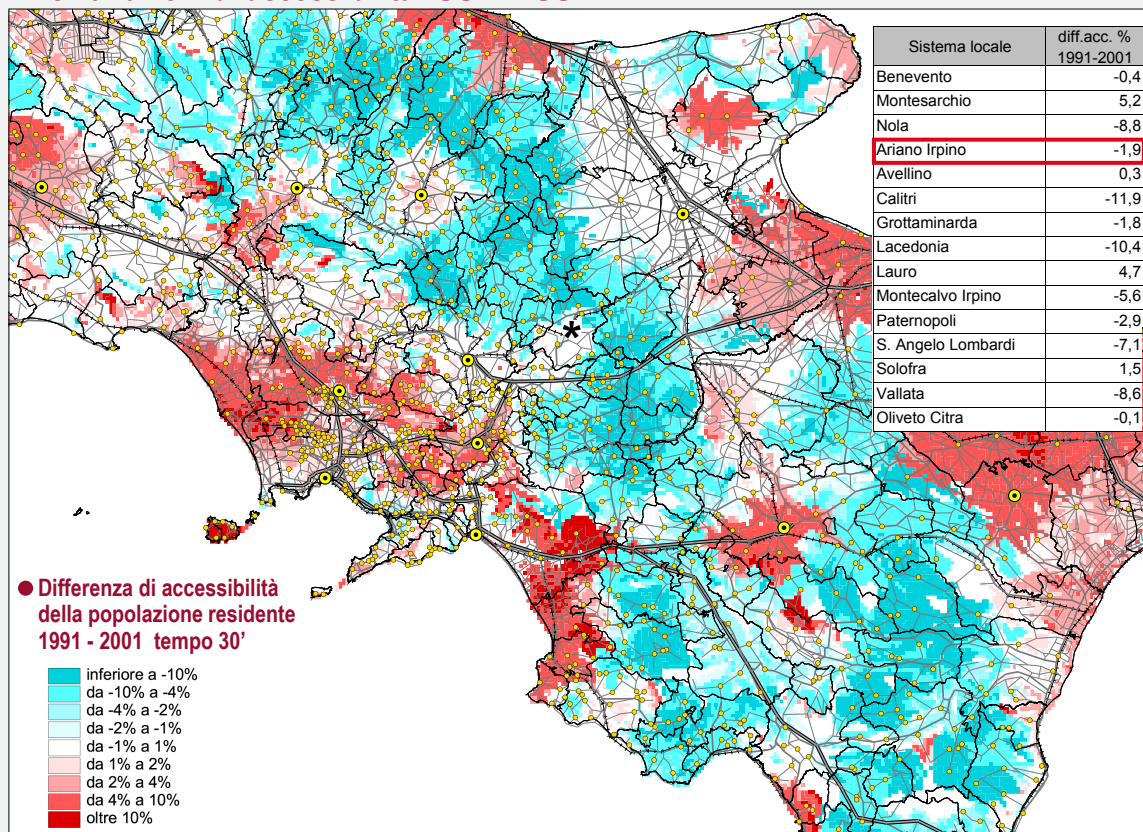 Sistema locale diff.acc. % 1991-2001
Benevento -0,4
Montesarchio 5,2
Nola -8,8
Ariano Irpino -1,9
Avellino 0,3
Calitri -11,9
Grottaminarda -1,8
Lacedonia -10,4
Lauro 4,7
Montecalvo Irpino -5,6
Paternopoli -2,9
S. Angelo Lombardi -7,1
Solofra 1,5
Vallata -8,6
Oliveto Citra -0,1
*
● Differenza di accessibilità
della popolazione residente
1991 - 2001 tempo 30'
inferiore a -10%
da -10% a -4%
da -4% a -2%
da -2% a -1%
da -1% a 1%
da 1% a 2%
da 2% a 4%
da 4% a 10%
oltre 10%